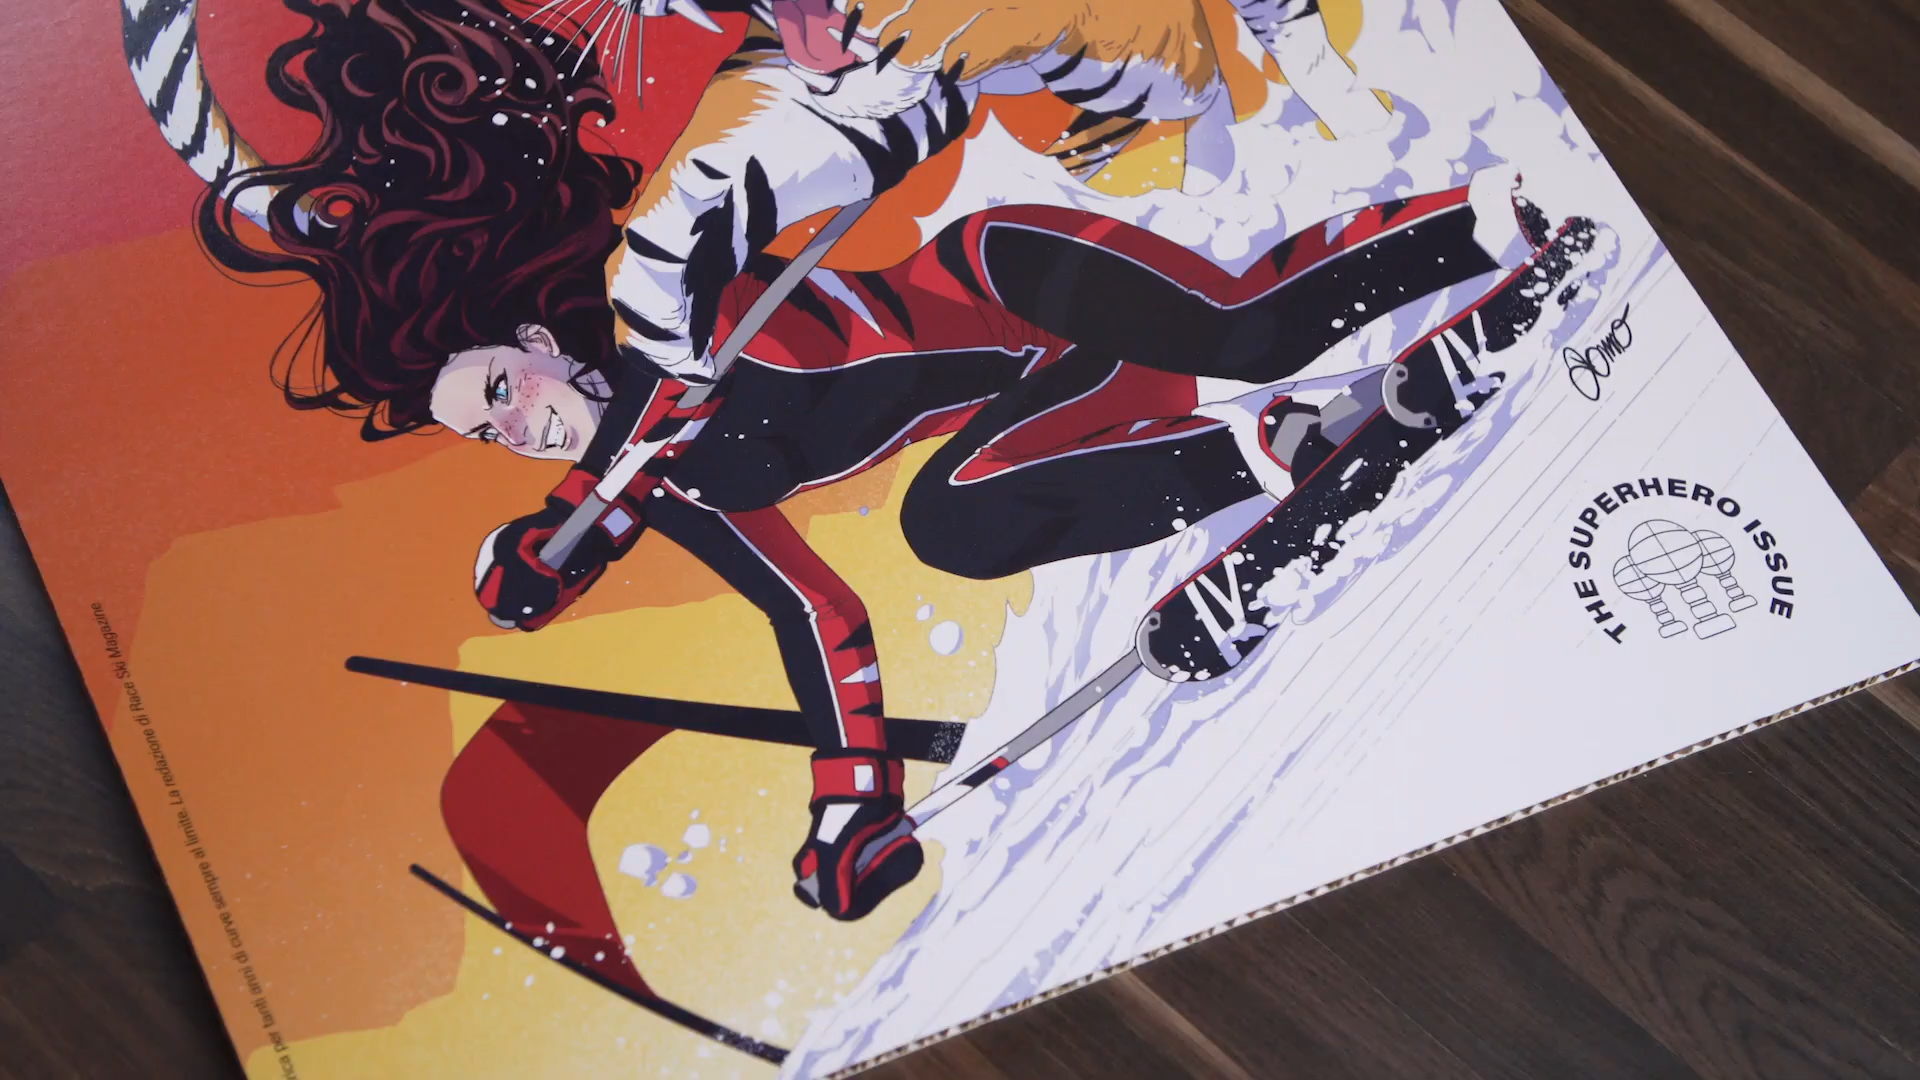 THE SUPERHERO ISSUE
per tanti anni di curve sempre al limite. La redazione di Race Ski Magazine